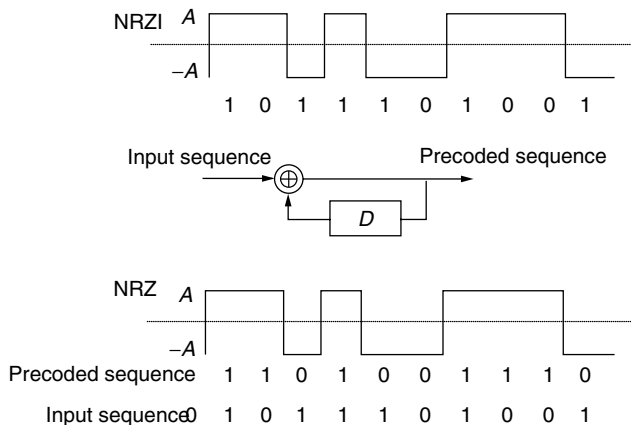 NRZI A
−A
1 0 1 1 1 0 1 0 0 1
Input sequence Precoded sequence
⊕
D
NRZ A
−A
Precoded sequence 1 1 0 1 0 0 1 1 1 0
Input sequence0 1 0 1 1 1 0 1 0 0 1